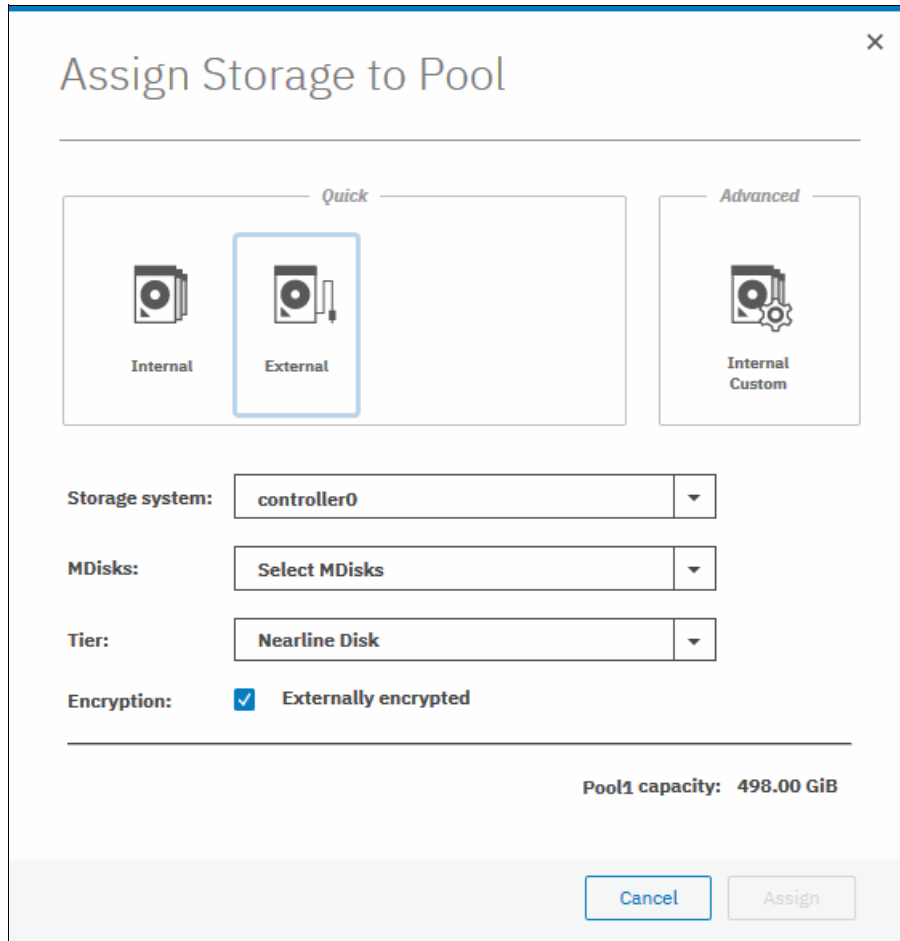 Assign Storage to Pool
Quick
Advanced
Internal
External
Internal
Custom
Storage system:
controller0
MDisks:
Select MDisks
Tier:
Nearline Disk
Encryption:
Externally encrypted
Pool1 capacity: 498.00 GiB
Cancel
Assign